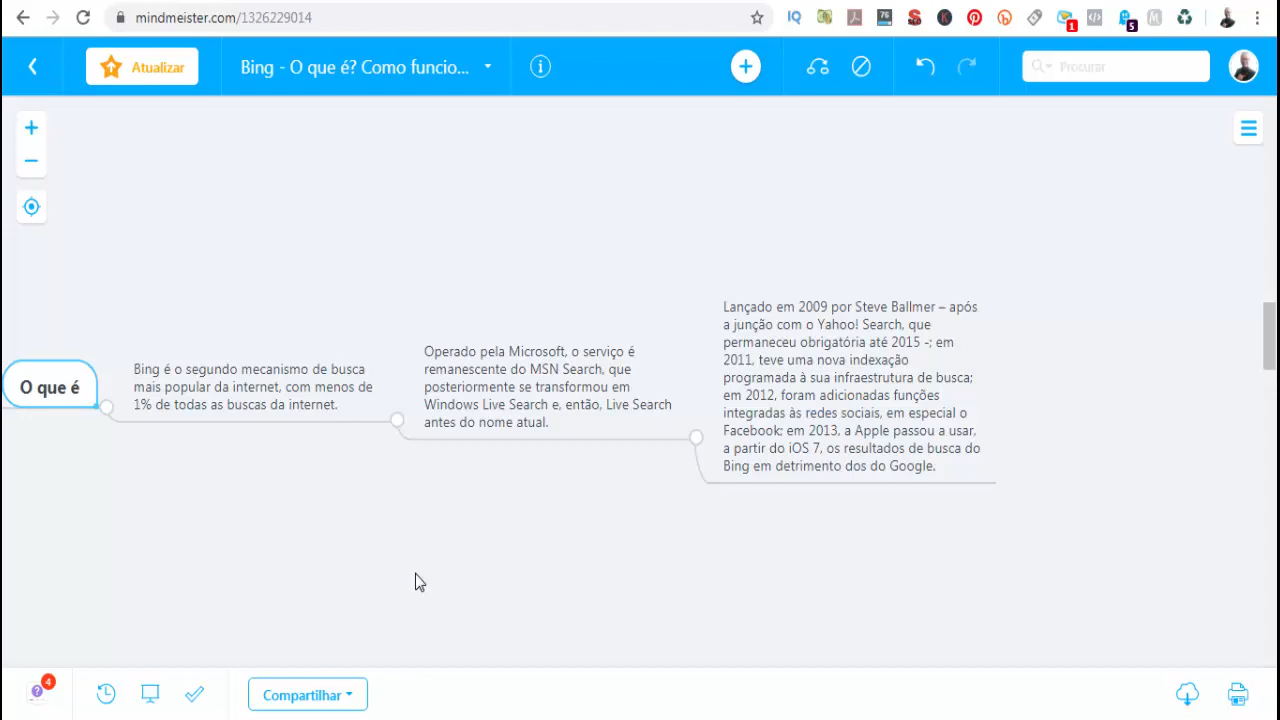 mindmeister.com/1326229014
IQ
76
1
5
Atualizar
Bing - O que é? Como funcio...
Procurar
O que é
Bing é o segundo mecanismo de busca
mais popular da internet, com menos de
1% de todas as buscas da internet.
Operado pela Microsoft, o serviço é
remanescente do MSN Search, que
posteriormente se transformou em
Windows Live Search e, então, Live Search
antes do nome atual.
Lançado em 2009 por Steve Ballmer – após
a junção com o Yahoo! Search, que
permaneceu obrigatória até 2015 -; em
2011, teve uma nova indexação
programada à sua infraestrutura de busca;
em 2012, foram adicionadas funções
integradas às redes sociais, em especial o
Facebook; em 2013, a Apple passou a usar,
a partir do iOS 7, os resultados de busca do
Bing em detrimento dos do Google.
4
?
Compartilhar